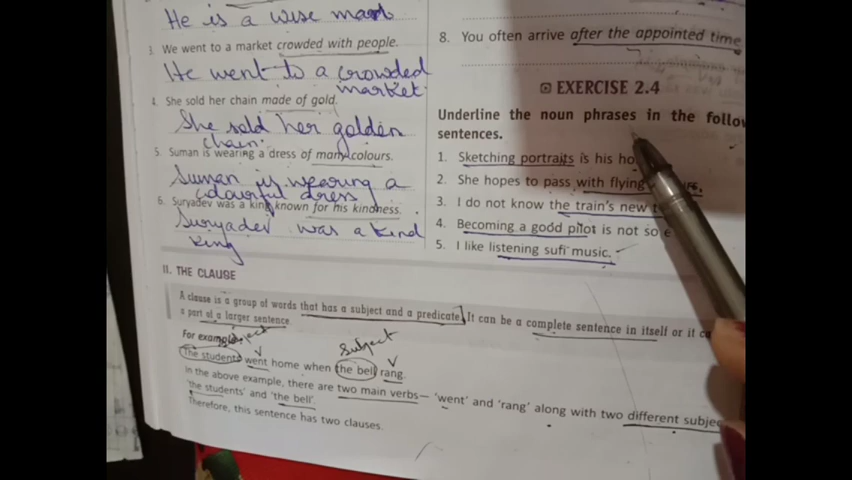 He is a wise man
3. We went to a market crowded with people.
He went to a crowded
market.
4. She sold her chain made of gold.
She sold her golden
chain.
5. Suman is wearing a dress of many colours.
Suman is wearing a
colourful dress
6. Suryadev was a king known for his kindness.
Suryadev was a kind
king
II. THE CLAUSE
A clause is a group of words that has a subject and a predicate. It can be a complete sentence in itself or it
a part of a larger sentence.
For example:
subject
Subject
The students went home when the bell rang.
In the above example, there are two main verbs— 'went' and 'rang' along with two different
'the students' and 'the bell'.
Therefore, this sentence has two clauses.
8. You often arrive after the appointed time
EXERCISE 2.4
Underline the noun phrases in the
sentences.
1. Sketching portraits is his
2. She hopes to pass with flying
3. I do not know the train's new
4. Becoming a good pilot is not so
5. I like listening sufi music.